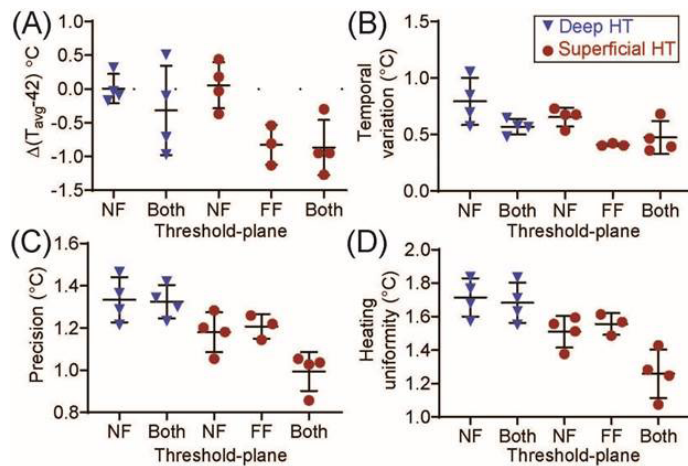 (A)
Δ(Tavg-42) °C
1.0
0.5
0.0
-0.5
-1.0
-1.5
NF Both NF FF Both
Threshold-plane
(B)
Deep HT
Superficial HT
Temporal
variation (°C)
1.5
1.0
0.5
0.0
NF Both NF FF Both
Threshold-plane
(C)
Precision (°C)
1.6
1.4
1.2
1.0
0.8
NF Both NF FF Both
Threshold-plane
(D)
Heating
uniformity (°C)
2.0
1.8
1.6
1.4
1.2
1.0
NF Both NF FF Both
Threshold-plane